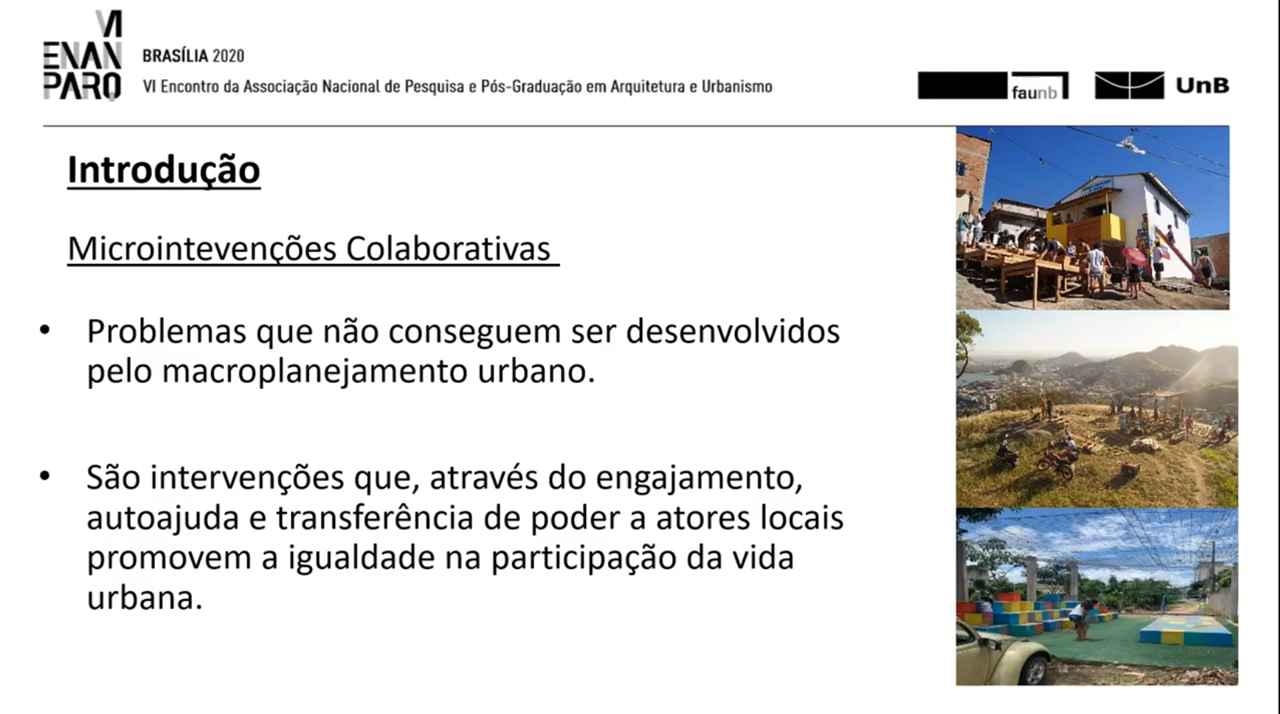 VI
ENAN
PARQ
BRASÍLIA 2020
VI Encontro da Associação Nacional de Pesquisa e Pós-Graduação em Arquitetura e Urbanismo
faunb
UnB
Introdução
Microintevenções Colaborativas
• Problemas que não conseguem ser desenvolvidos
pelo macroplanejamento urbano.
• São intervenções que, através do engajamento,
autoajuda e transferência de poder a atores locais
promovem a igualdade na participação da vida
urbana.